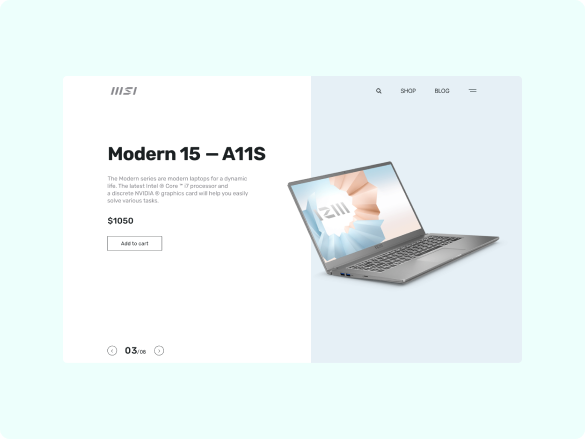 msi
SHOP
BLOG
Modern 15 — A11S
The Modern series are modern laptops for a dynamic
life. The latest Intel ® Core ™ i7 processor and
a discrete NVIDIA ® graphics card will help you easily
solve various tasks.
$1050
Add to cart
03/06